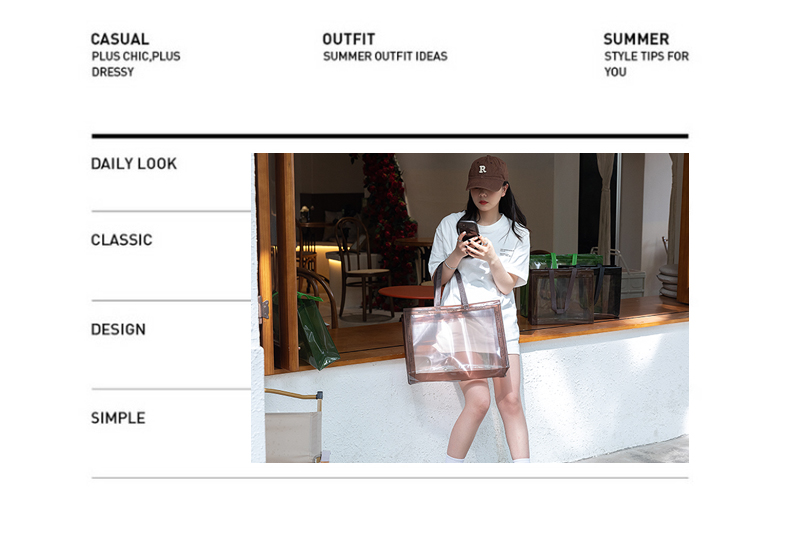 CASUAL
PLUS CHIC,PLUS
DRESSY
OUTFIT
SUMMER OUTFIT IDEAS
SUMMER
STYLE TIPS FOR
YOU
DAILY LOOK
CLASSIC
DESIGN
SIMPLE
R